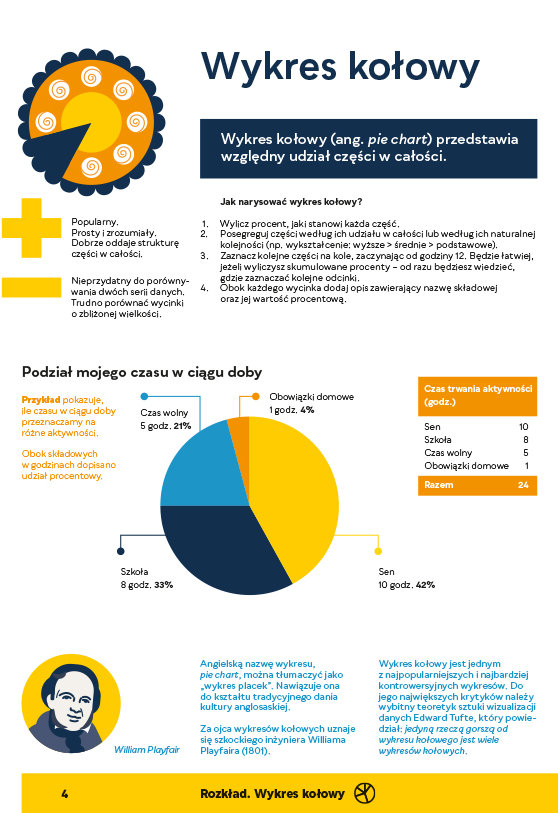 Wykres kołowy
Wykres kołowy (ang. pie chart) przedstawia
względny udział części w całości.
Popularny.
Prosty i zrozumiały.
Dobrze oddaje strukturę
części w całości.
Nieprzydatny do porówny-
wania dwóch serii danych.
Trudno porównać wycinki
o zbliżonej wielkości.
Jak narysować wykres kołowy?
1. Wylicz procent, jaki stanowi każda część.
2. Posegreguj części według ich udziału w całości lub według ich naturalnej
kolejności (np. wykształcenie: wyższe > średnie > podstawowe).
3. Zaznacz kolejne części na kole, zaczynając od godziny 12. Będzie łatwiej,
jeżeli wyliczysz skumulowane procenty – od razu będziesz wiedzieć,
gdzie zaznaczać kolejne odcinki.
4. Obok każdego wycinka dodaj opis zawierający nazwę składowej
oraz jej wartość procentową.
Podział mojego czasu w ciągu doby
Przykład pokazuje,
ile czasu w ciągu doby
przeznaczamy na
różne aktywności.
Obok składowych
w godzinach dopisano
udział procentowy.
Czas wolny
5 godz. 21%
Obowiązki domowe
1 godz. 4%
Szkoła
8 godz. 33%
Sen
10 godz. 42%
Czas trwania aktywności
(godz.)
Sen 10
Szkoła 8
Czas wolny 5
Obowiązki domowe 1
Razem 24
William Playfair
Angielską nazwę wykresu,
pie chart, można tłumaczyć jako
„wykres placek”. Nawiązuje ona
do kształtu tradycyjnego dania
kultury anglosaskiej.
Za ojca wykresów kołowych uznaje
się szkockiego inżyniera Williama
Playfaira (1801).
Wykres kołowy jest jednym
z najpopularniejszych i najbardziej
kontrowersyjnych wykresów. Do
jego największych krytyków należy
wybitny teoretyk sztuki wizualizacji
danych Edward Tufte, który powie-
dział: jedyną rzeczą gorszą od
wykresu kołowego jest wiele
wykresów kołowych.
4
Rozkład. Wykres kołowy